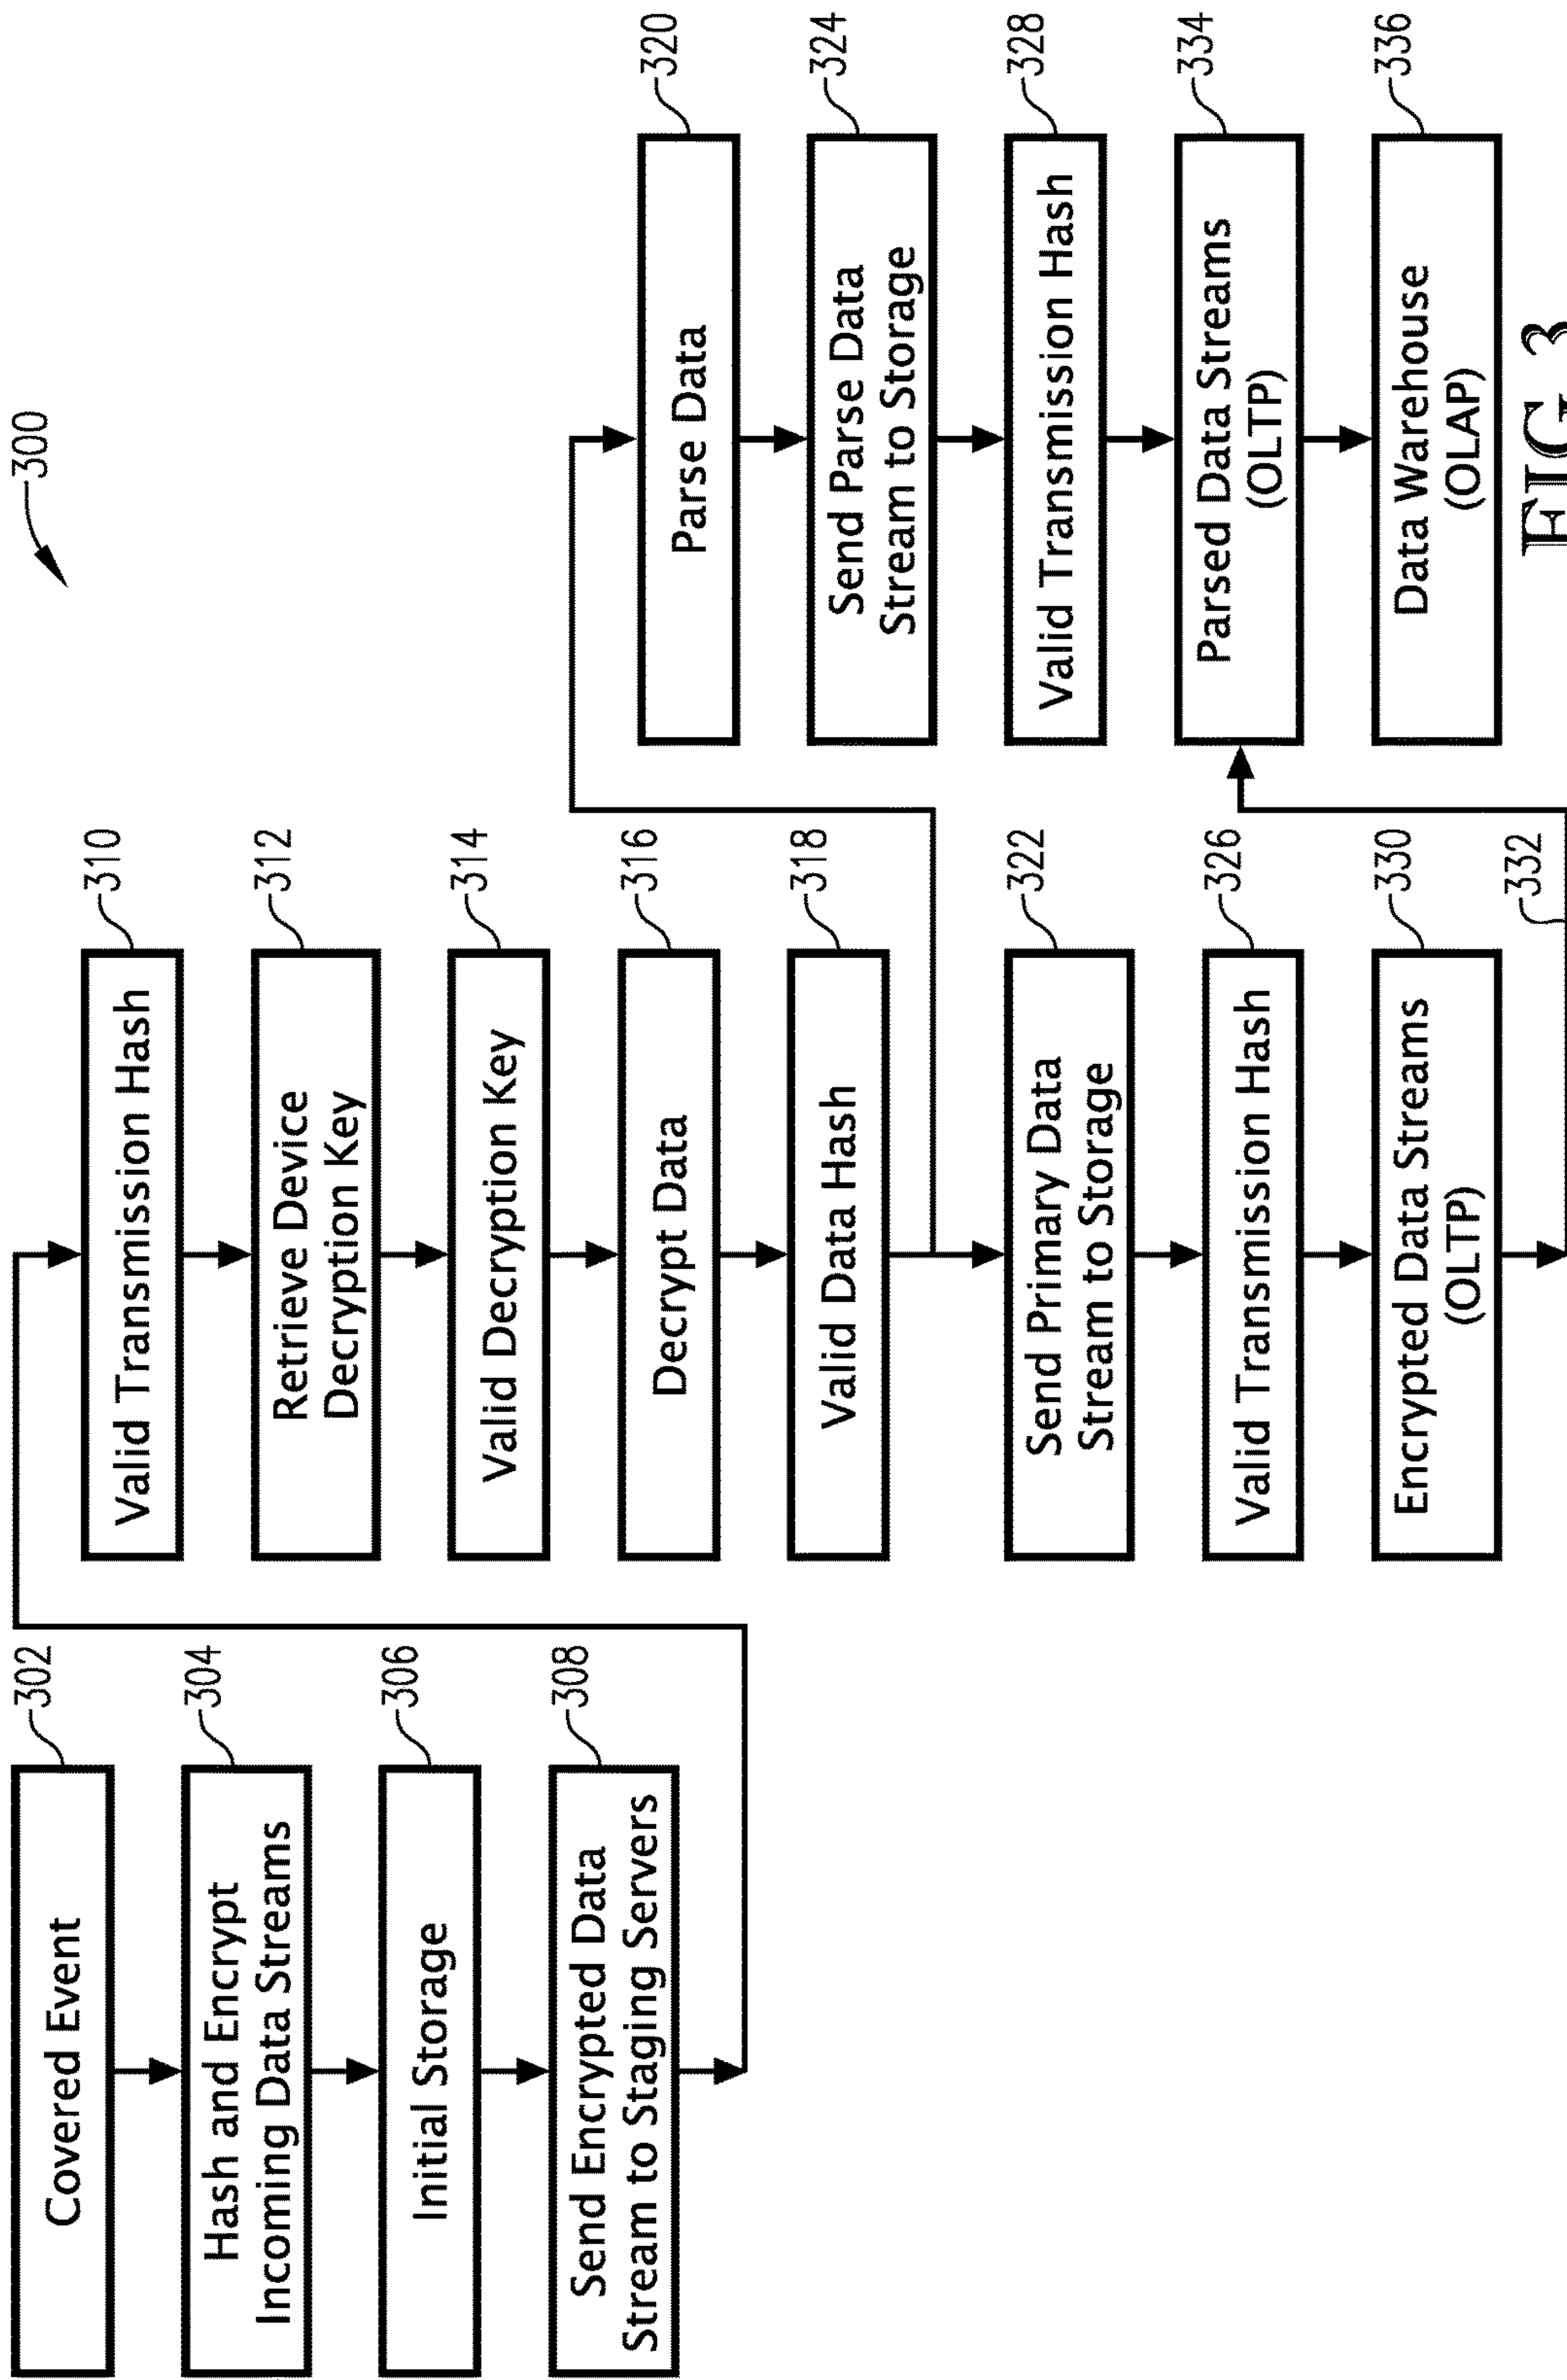 300
302
Covered Event
304
Hash and Encrypt
Incoming Data Streams
306
Initial Storage
308
Send Encrypted Data
Stream to Staging Servers
310
Valid Transmission Hash
312
Retrieve Device
Decryption Key
314
Valid Decryption Key
316
Decrypt Data
318
Valid Data Hash
322
Send Primary Data
Stream to Storage
326
Valid Transmission Hash
330
Encrypted Data Streams
(OLTP)
332
320
Parse Data
324
Send Parse Data
Stream to Storage
328
Valid Transmission Hash
334
Parsed Data Streams
(OLTP)
336
Data Warehouse
(OLAP)
FIG 3